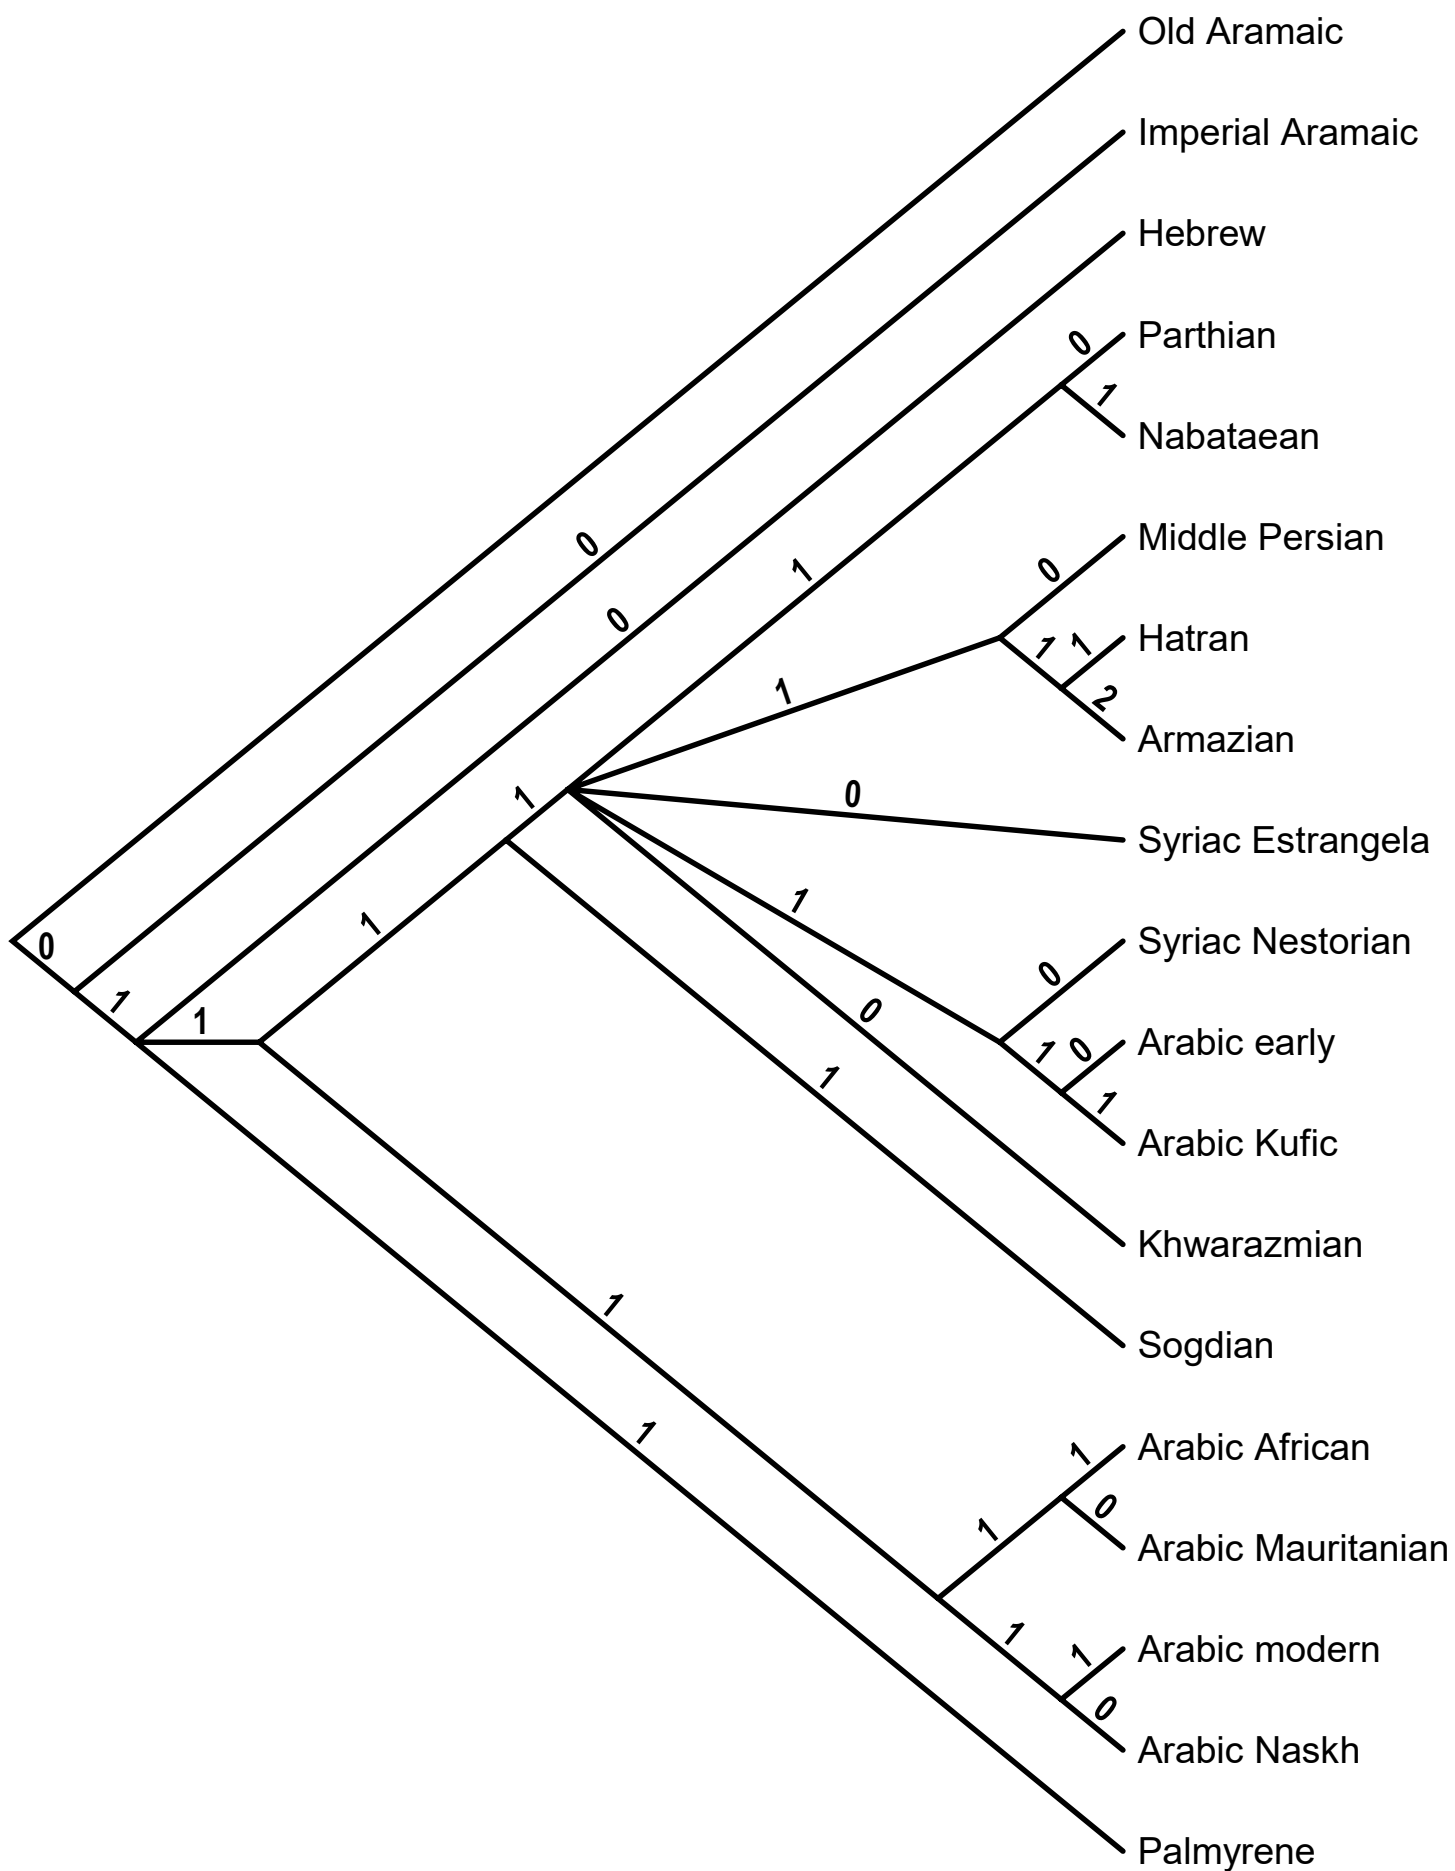 Old Aramaic
Imperial Aramaic
Hebrew
0
Parthian
1
Nabataean
0
Middle Persian
0
1
0
1
1
Hatran
1
2
Armazian
1
0
Syriac Estrangela
1
1
0
1
0
Syriac Nestorian
1
1
0
1
0
Arabic early
1
Arabic Kufic
1
Khwarazmian
1
Sogdian
1
1
Arabic African
0
1
Arabic Mauritanian
1
1
Arabic modern
0
Arabic Naskh
Palmyrene